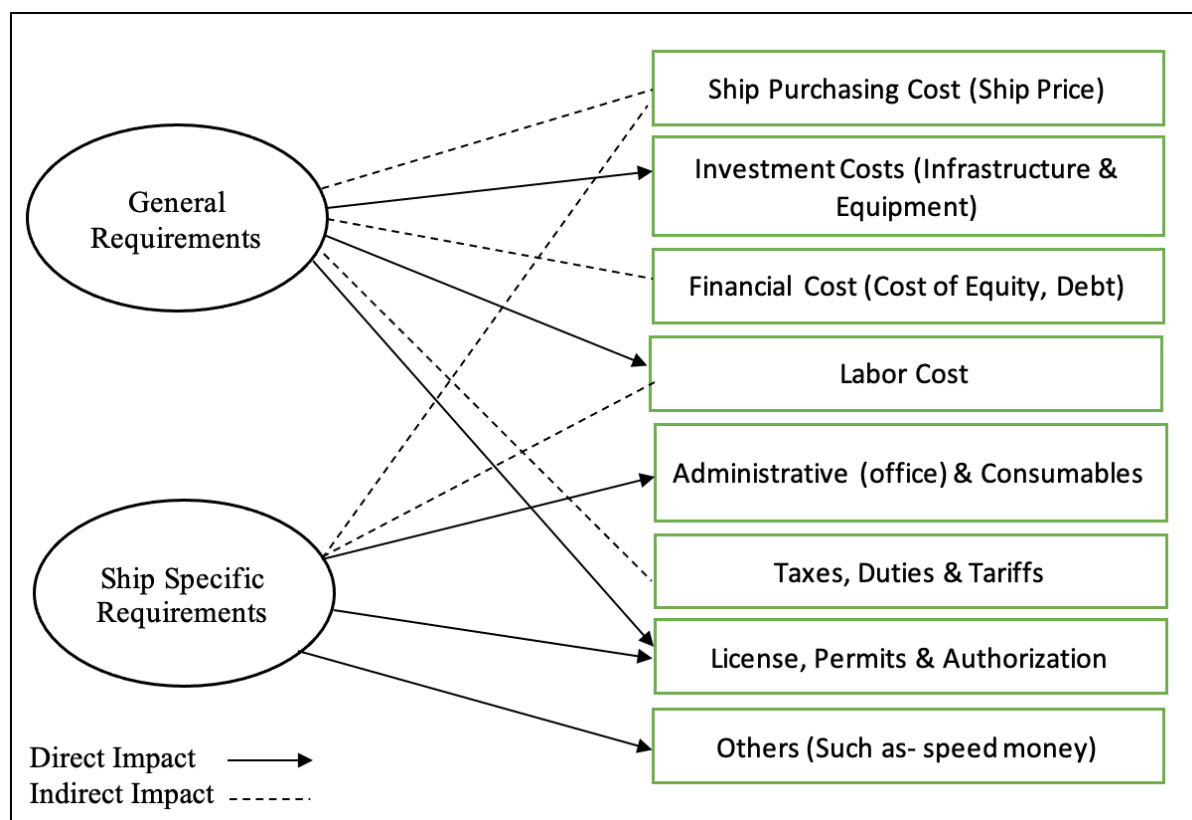 General
Requirements
Ship Specific
Requirements
Direct Impact
Indirect Impact
Ship Purchasing Cost (Ship Price)
Investment Costs (Infrastructure &
Equipment)
Financial Cost (Cost of Equity, Debt)
Labor Cost
Administrative (office) & Consumables
Taxes, Duties & Tariffs
License, Permits & Authorization
Others (Such as- speed money)